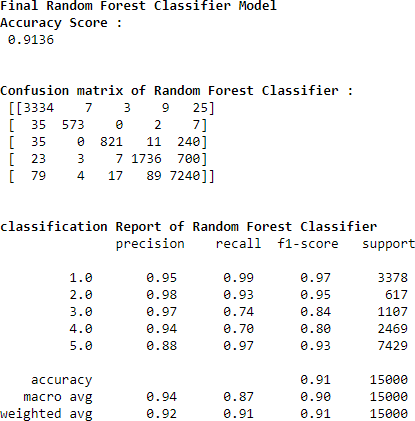 Final Random Forest Classifier Model
Accuracy Score :
0.9136
Confusion matrix of Random Forest Classifier :
[[3334 7 3 9 25]
[ 35 573 0 2 7]
[ 35 0 821 11 240]
[ 23 3 7 1736 700]
[ 79 4 17 89 7240]]
classification Report of Random Forest Classifier
precision recall f1-score support
1.0 0.95 0.99 0.97 3378
2.0 0.98 0.93 0.95 617
3.0 0.97 0.74 0.84 1107
4.0 0.94 0.70 0.80 2469
5.0 0.88 0.97 0.93 7429
accuracy 0.91 15000
macro avg 0.94 0.87 0.90 15000
weighted avg 0.92 0.91 0.91 15000